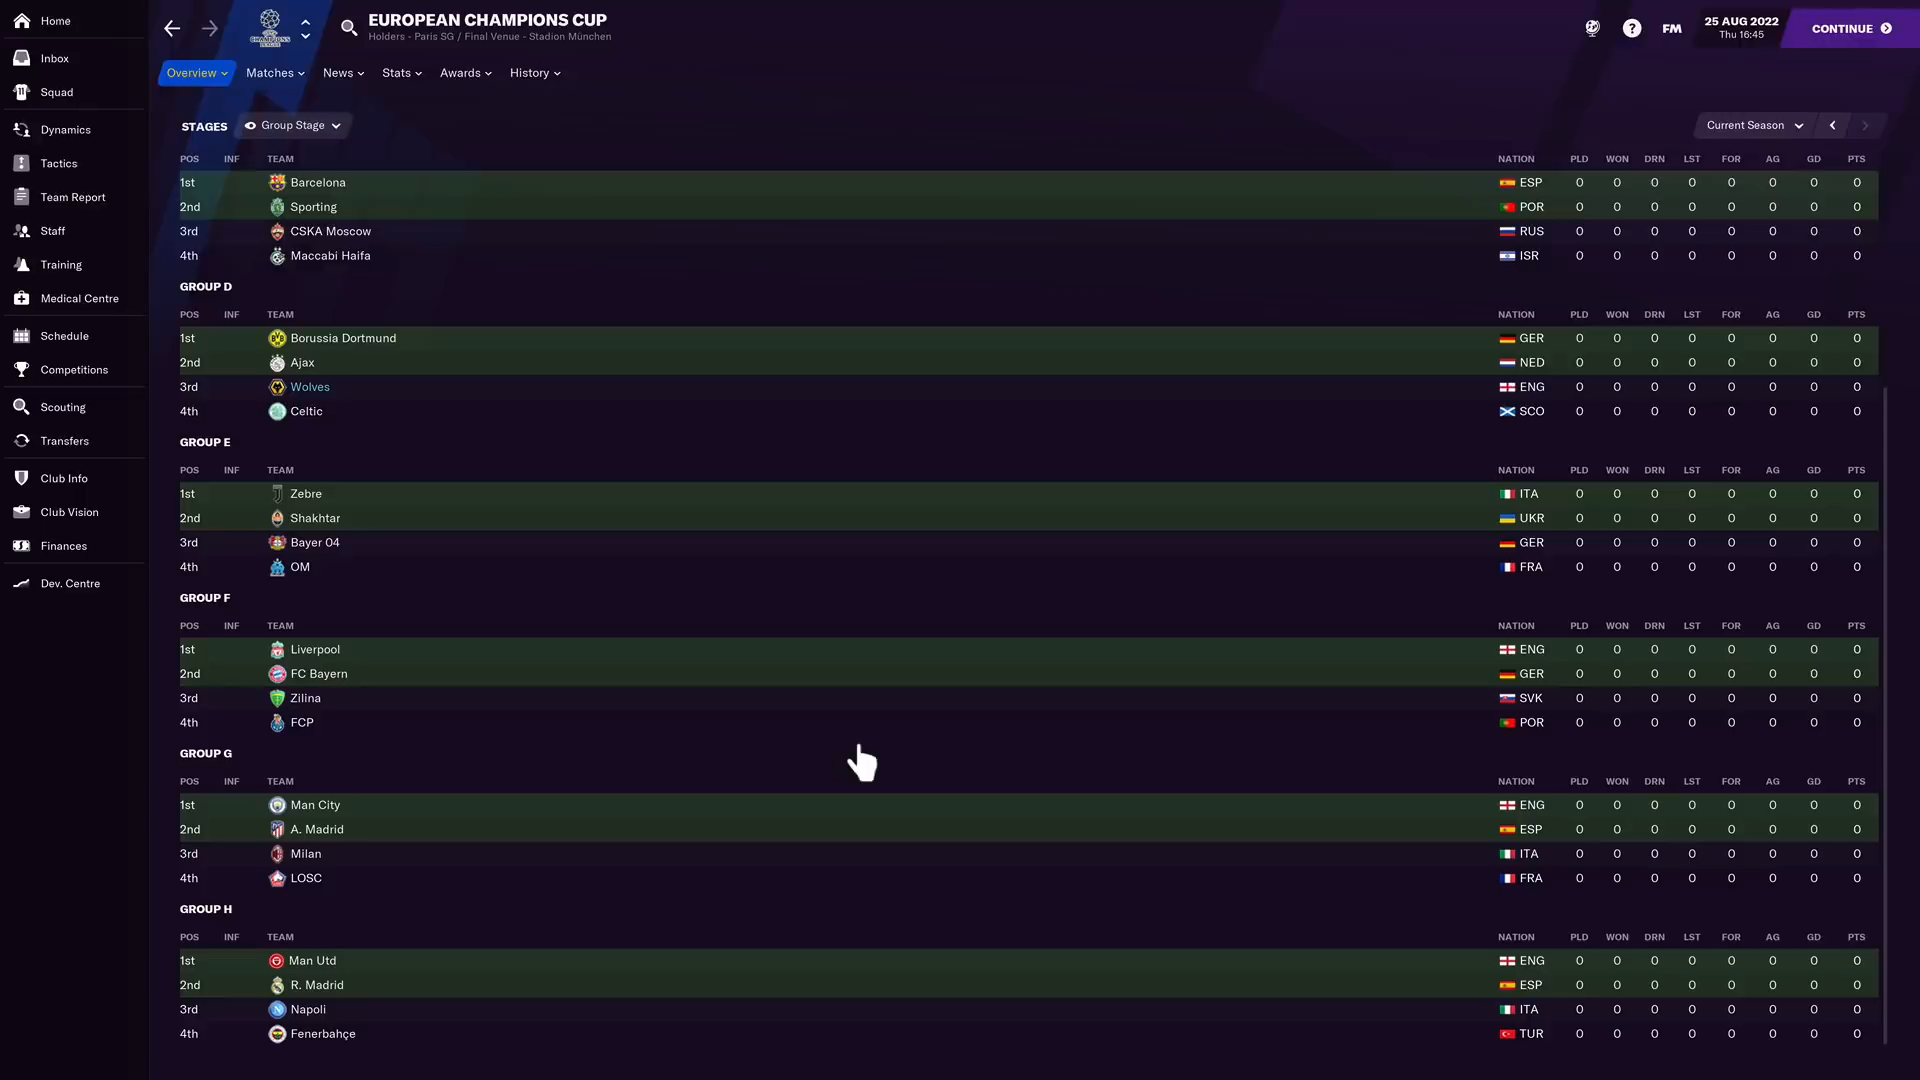 Home
Inbox
Squad
Dynamics
Tactics
Team Report
Staff
Training
Medical Centre
Schedule
Competitions
Scouting
Transfers
Club Info
Club Vision
Finances
Dev. Centre
EUROPEAN CHAMPIONS CUP
Holders - Paris SG / Final Venue - Stadion München
? FM
25 AUG 2022
Thu 16:45
CONTINUE
Overview Matches News Stats Awards History
STAGES Group Stage Current Season
POS INF TEAM NATION PLD WON DRN LST FOR AG GD PTS
1st Barcelona ESP 0 0 0 0 0 0 0 0
2nd Sporting POR 0 0 0 0 0 0 0 0
3rd CSKA Moscow RUS 0 0 0 0 0 0 0 0
4th Maccabi Haifa ISR 0 0 0 0 0 0 0 0
GROUP D
POS INF TEAM NATION PLD WON DRN LST FOR AG GD PTS
1st Borussia Dortmund GER 0 0 0 0 0 0 0 0
2nd Ajax NED 0 0 0 0 0 0 0 0
3rd Wolves ENG 0 0 0 0 0 0 0 0
4th Celtic SCO 0 0 0 0 0 0 0 0
GROUP E
POS INF TEAM NATION PLD WON DRN LST FOR AG GD PTS
1st Zebre ITA 0 0 0 0 0 0 0 0
2nd Shakhtar UKR 0 0 0 0 0 0 0 0
3rd Bayer 04 GER 0 0 0 0 0 0 0 0
4th OM FRA 0 0 0 0 0 0 0 0
GROUP F
POS INF TEAM NATION PLD WON DRN LST FOR AG GD PTS
1st Liverpool ENG 0 0 0 0 0 0 0 0
2nd FC Bayern GER 0 0 0 0 0 0 0 0
3rd Zilina SVK 0 0 0 0 0 0 0 0
4th FCP POR 0 0 0 0 0 0 0 0
GROUP G
POS INF TEAM NATION PLD WON DRN LST FOR AG GD PTS
1st Man City ENG 0 0 0 0 0 0 0 0
2nd A. Madrid ESP 0 0 0 0 0 0 0 0
3rd Milan ITA 0 0 0 0 0 0 0 0
4th LOSC FRA 0 0 0 0 0 0 0 0
GROUP H
POS INF TEAM NATION PLD WON DRN LST FOR AG GD PTS
1st Man Utd ENG 0 0 0 0 0 0 0 0
2nd R. Madrid ESP 0 0 0 0 0 0 0 0
3rd Napoli ITA 0 0 0 0 0 0 0 0
4th Fenerbahçe TUR 0 0 0 0 0 0 0 0